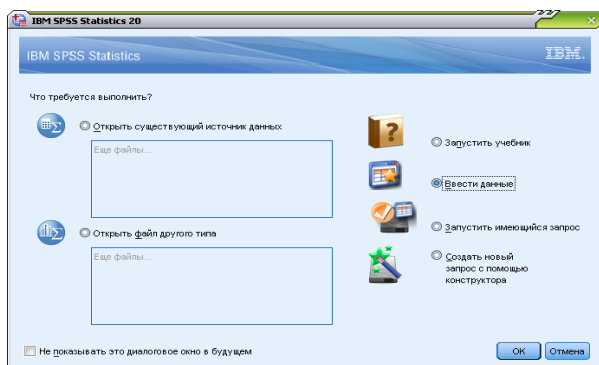 IBM SPSS Statistics 20
IBM SPSS Statistics
IBM.
Что требуется выполнить?
Открыть существующий источник данных
Еще файлы...
Открыть файл другого типа
Еще файлы...
?
Запустить учебник
Ввести данные
Запустить имеющийся запрос
Создать новый
запрос с помощью
конструктора
Не показывать это диалоговое окно в будущем
OK
Отмена